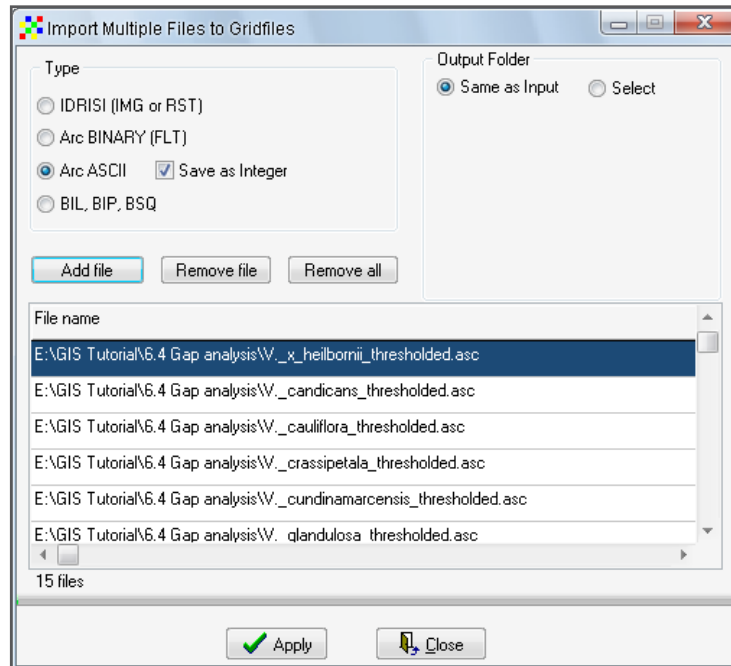 Import Multiple Files to Gridfiles
Type
IDRISI (IMG or RST)
Arc BINARY (FLT)
Arc ASCII Save as Integer
BIL, BIP, BSQ
Output Folder
Same as Input Select
Add file Remove file Remove all
File name
E:\GIS Tutorial\6.4 Gap analysis\V._x_heilbornii_thresholded.asc
E:\GIS Tutorial\6.4 Gap analysis\V._candicans_thresholded.asc
E:\GIS Tutorial\6.4 Gap analysis\V._cauliflora_thresholded.asc
E:\GIS Tutorial\6.4 Gap analysis\V._crassipetala_thresholded.asc
E:\GIS Tutorial\6.4 Gap analysis\V._cundinamarcensis_thresholded.asc
E:\GIS Tutorial\6.4 Gap analysis\V._glandulosa_thresholded.asc
15 files
Apply Close